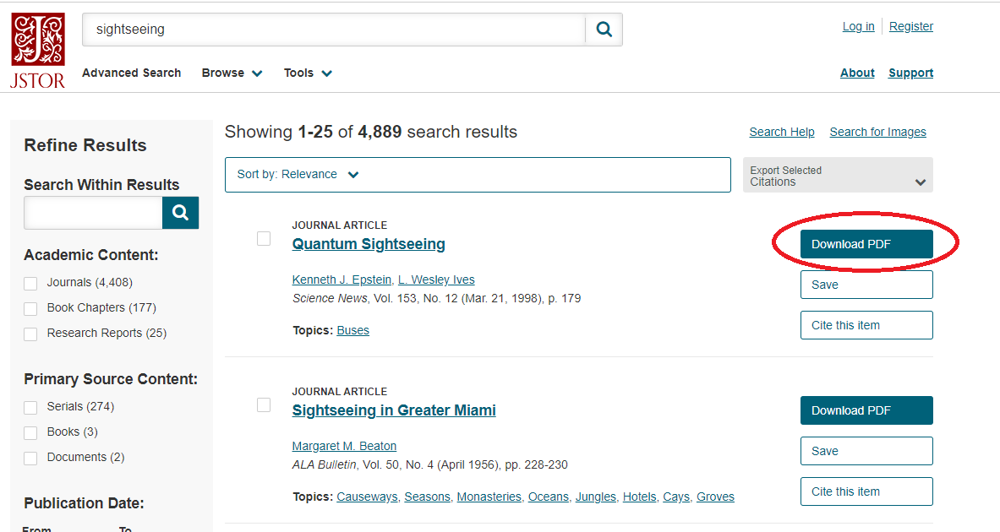 sightseeing
Log in
Register
JSTOR
Advanced Search
Browse
Tools
About
Support
Refine Results
Search Within Results
Academic Content:
Journals (4,408)
Book Chapters (177)
Research Reports (25)
Primary Source Content:
Serials (274)
Books (3)
Documents (2)
Publication Date:
From
To
Showing 1-25 of 4,889 search results
Search Help
Search for Images
Sort by: Relevance
Export Selected
Citations
JOURNAL ARTICLE
Quantum Sightseeing
Kenneth J. Epstein, L. Wesley Ives
Science News, Vol. 153, No. 12 (Mar. 21, 1998), p. 179
Topics: Buses
Download PDF
Save
Cite this item
JOURNAL ARTICLE
Sightseeing in Greater Miami
Margaret M. Beaton
ALA Bulletin, Vol. 50, No. 4 (April 1956), pp. 228-230
Topics: Causeways, Seasons, Monasteries, Oceans, Jungles, Hotels, Cays, Groves
Download PDF
Save
Cite this item